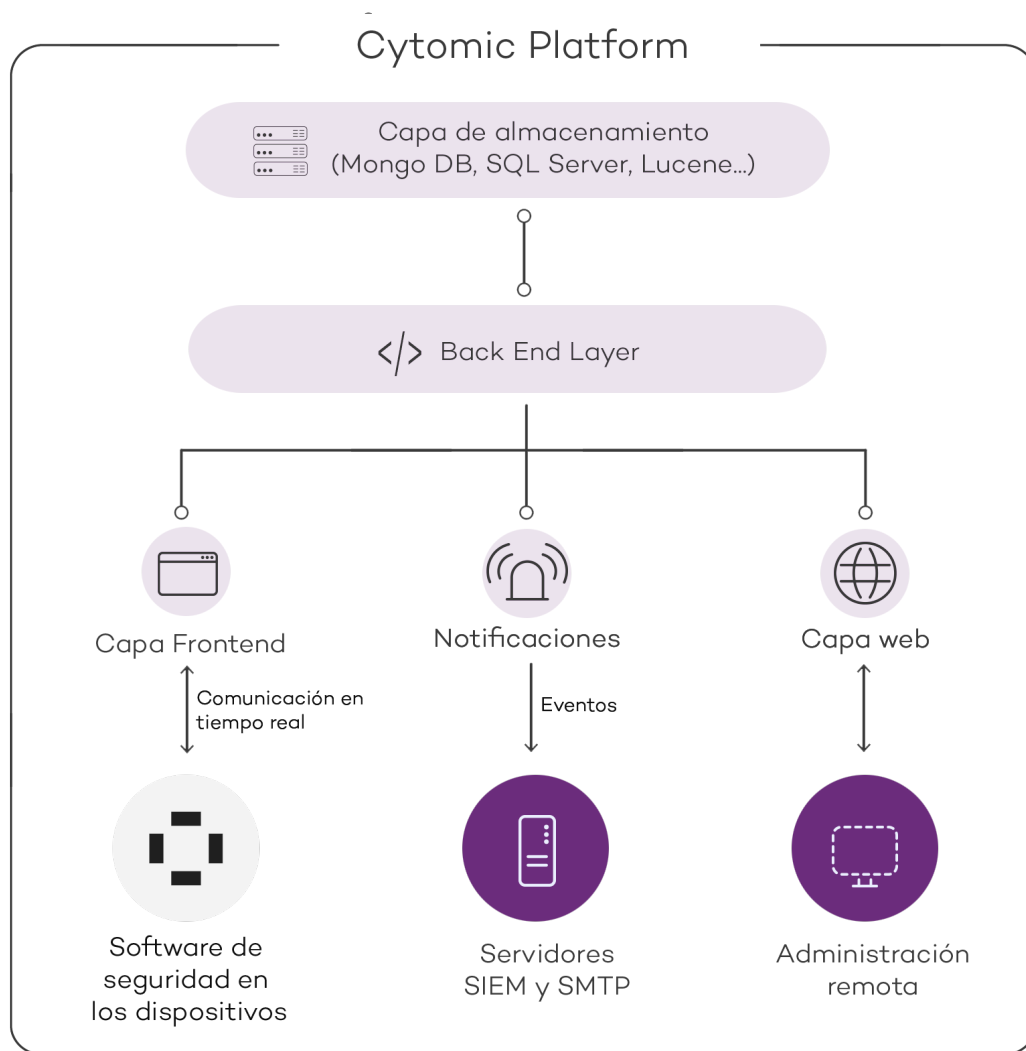 Cytomic Platform
Capa de almacenamiento
(Mongo DB, SQL Server, Lucene...)
</> Back End Layer
Capa Frontend
Notificaciones
Capa web
Comunicación en
tiempo real
Eventos
Software de
seguridad en
los dispositivos
Servidores
SIEM y SMTP
Administración
remota